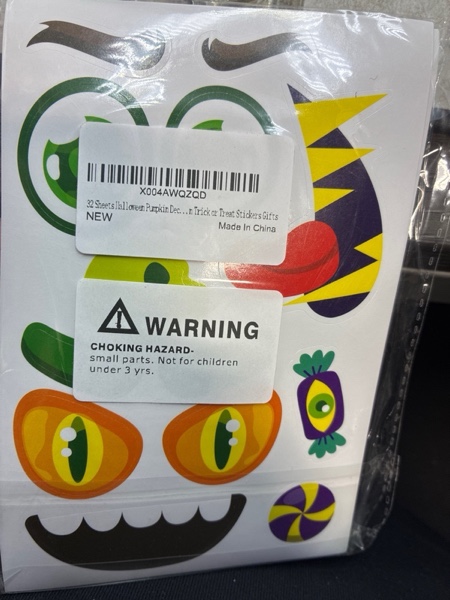 X004AWQZQD
32 Sheets Halloween Pumpkin Dec...m Trick or Treat Stickers Gifts
NEW
Made In China
WARNING
CHOKING HAZARD-
small parts. Not for children
under 3 yrs.